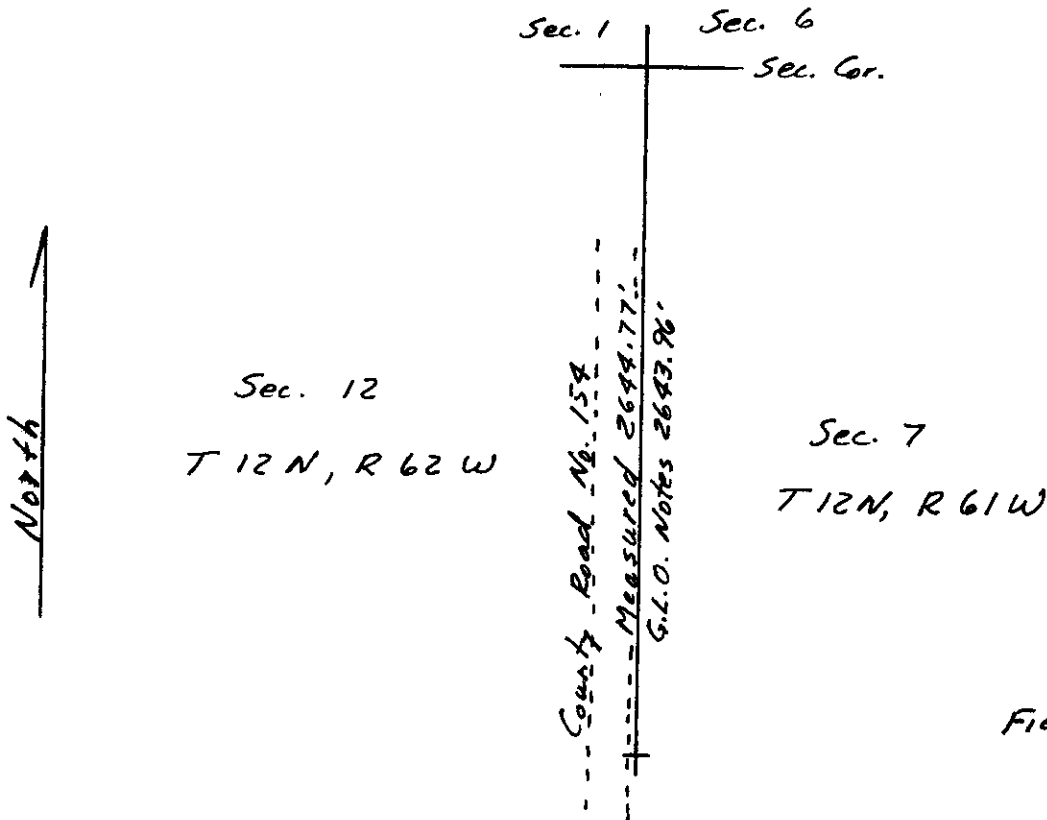 Sec. 1
Sec. 6
Sec. Cor.
North
Sec. 12
T 12 N, R 62 W
County Road No. 154
Measured 2644.77'
G.L.O. Notes 2643.96'
Sec. 7
T 12N, R 61 W